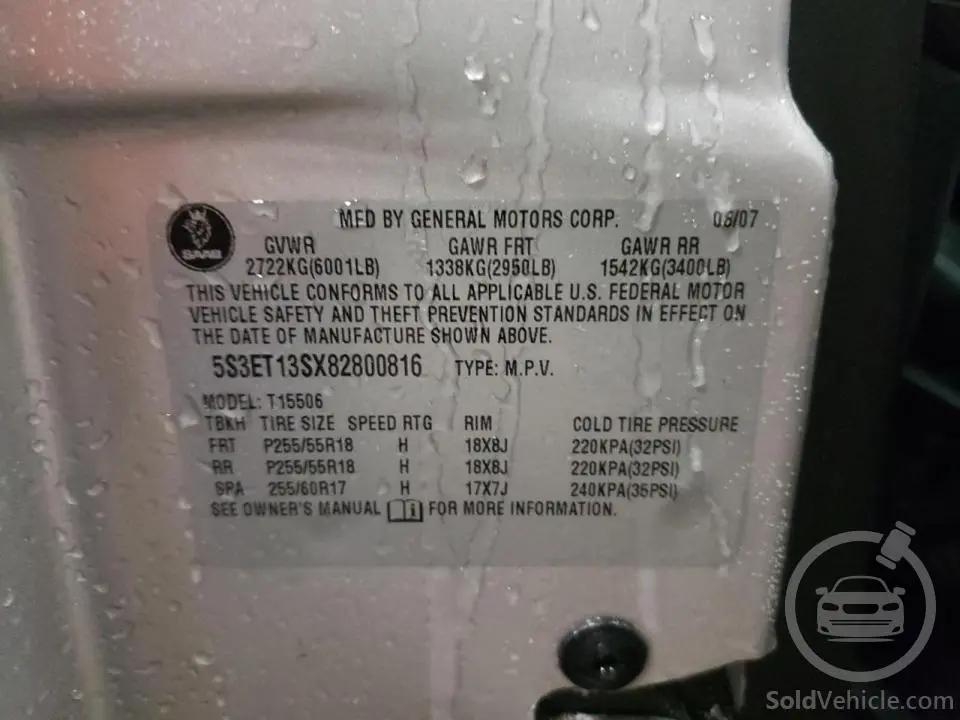 SAAB
MFD BY GENERAL MOTORS CORP. 08/07
GVWR GAWR FRT GAWR RR
2722KG(6001LB) 1338KG(2950LB) 1542KG(3400LB)
THIS VEHICLE CONFORMS TO ALL APPLICABLE U.S. FEDERAL MOTOR
VEHICLE SAFETY AND THEFT PREVENTION STANDARDS IN EFFECT ON
THE DATE OF MANUFACTURE SHOWN ABOVE.
5S3ET13SX82800816 TYPE: M.P.V.
MODEL: T15506
TBKH TIRE SIZE SPEED RTG RIM COLD TIRE PRESSURE
FRT P255/55R18 H 18X8J 220KPA(32PSI)
RR P255/55R18 H 18X8J 220KPA(32PSI)
SPA 255/60R17 H 17X7J 240KPA(35PSI)
SEE OWNER'S MANUAL FOR MORE INFORMATION.
SoldVehicle.com